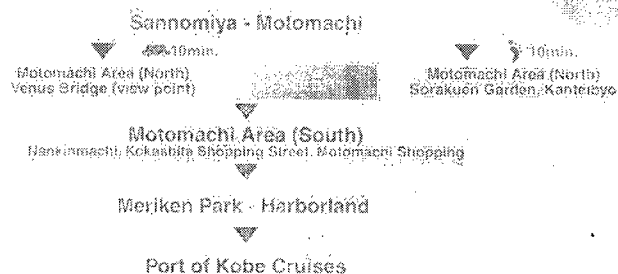 Sannomiya - Motomachi
10min.
10min.
Motomachi Area (North)
Venus Bridge (view point)
Motomachi Area (North)
Sorakuen Garden, Kanteibyo
Motomachi Area (South)
Nankinmachi, Kokashita Shopping Street, Motomachi Shopping
Meriken Park - Harborland
Port of Kobe Cruises